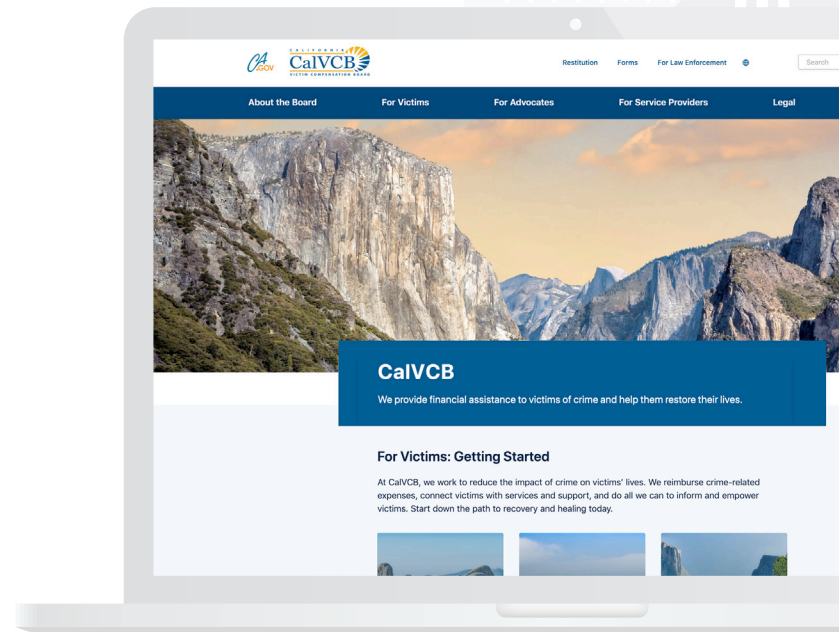 CA
.GOV
CALIFORNIA
CalVCB
VICTIM COMPENSATION BOARD
Restitution Forms For Law Enforcement Search
About the Board For Victims For Advocates For Service Providers Legal
CalVCB
We provide financial assistance to victims of crime and help them restore their lives.
For Victims: Getting Started
At CalVCB, we work to reduce the impact of crime on victims' lives. We reimburse crime-related
expenses, connect victims with services and support, and do all we can to inform and empower
victims. Start down the path to recovery and healing today.